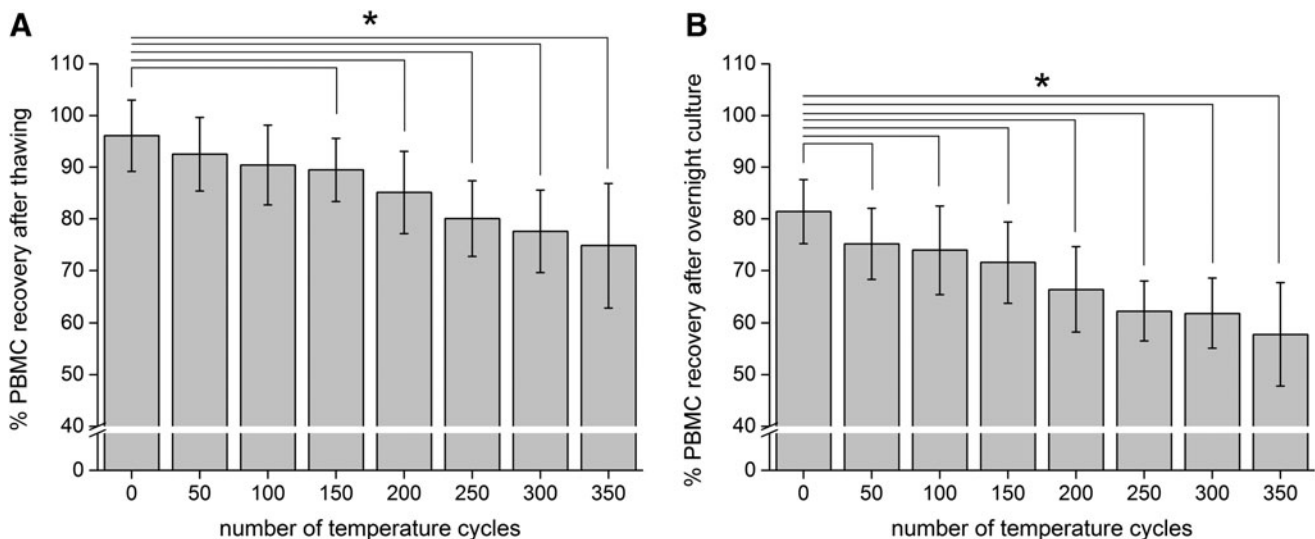 A
*
% PBMC recovery after thawing
110
100
90
80
70
60
50
40
0
0 50 100 150 200 250 300 350
number of temperature cycles
B
*
% PBMC recovery after overnight culture
110
100
90
80
70
60
50
40
0
0 50 100 150 200 250 300 350
number of temperature cycles